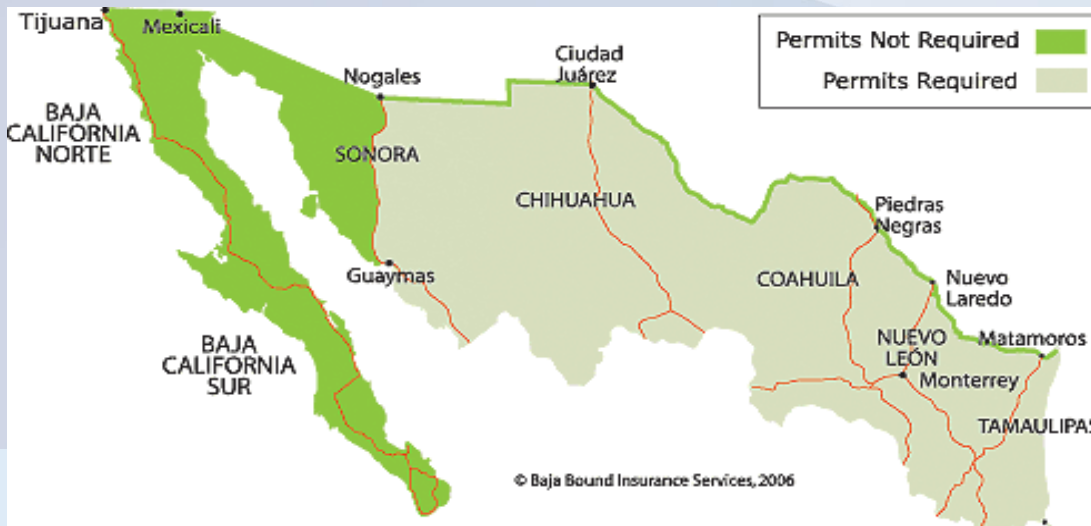 Tijuana
Mexicali
Permits Not Required
Permits Required
Nogales
Ciudad
Juárez
BAJA
CALIFORNIA
NORTE
SONORA
CHIHUAHUA
Piedras
Negras
Guaymas
COAHUILA
Nuevo
Laredo
BAJA
CALIFORNIA
SUR
NUEVO
LEÓN
Matamoros
Monterrey
TAMAULIPAS
© Baja Bound Insurance Services, 2006